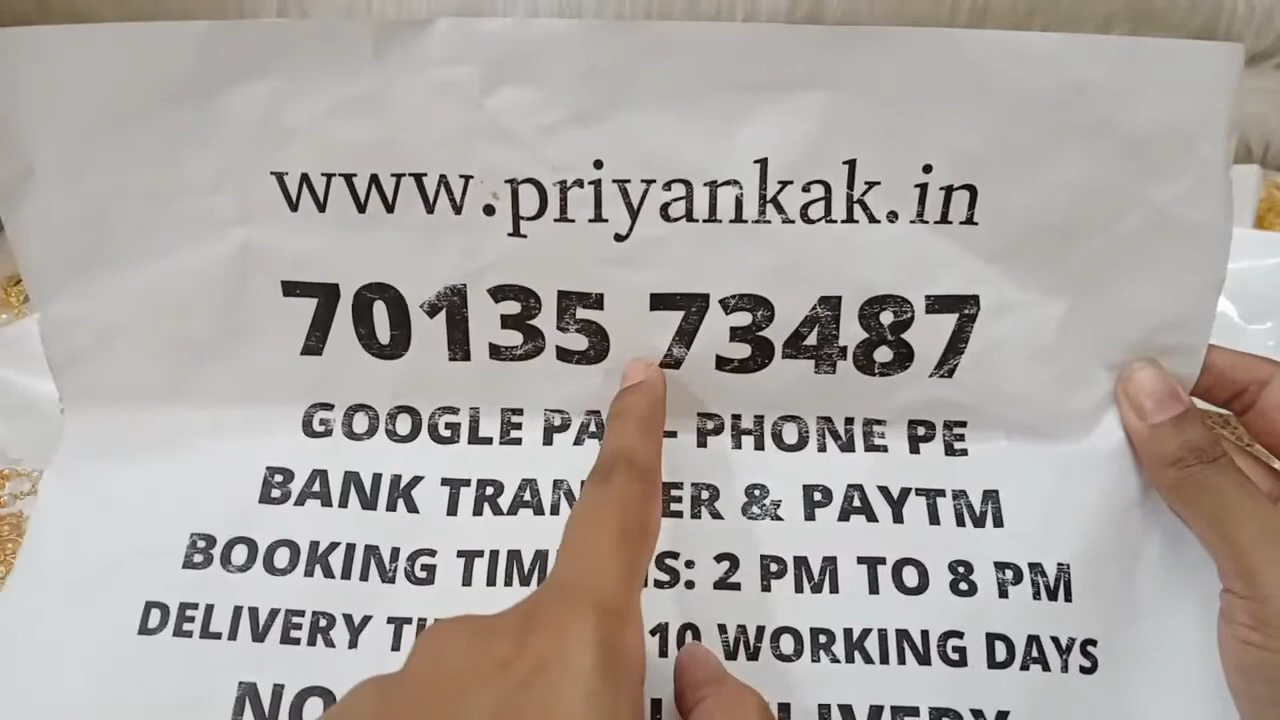 www.priyankak.in
70135 73487
GOOGLE - PHONE PE
BANK & PAYTM
BOOKING : 2 PM TO 8 PM
DELIVERY 10 WORKING DAYS